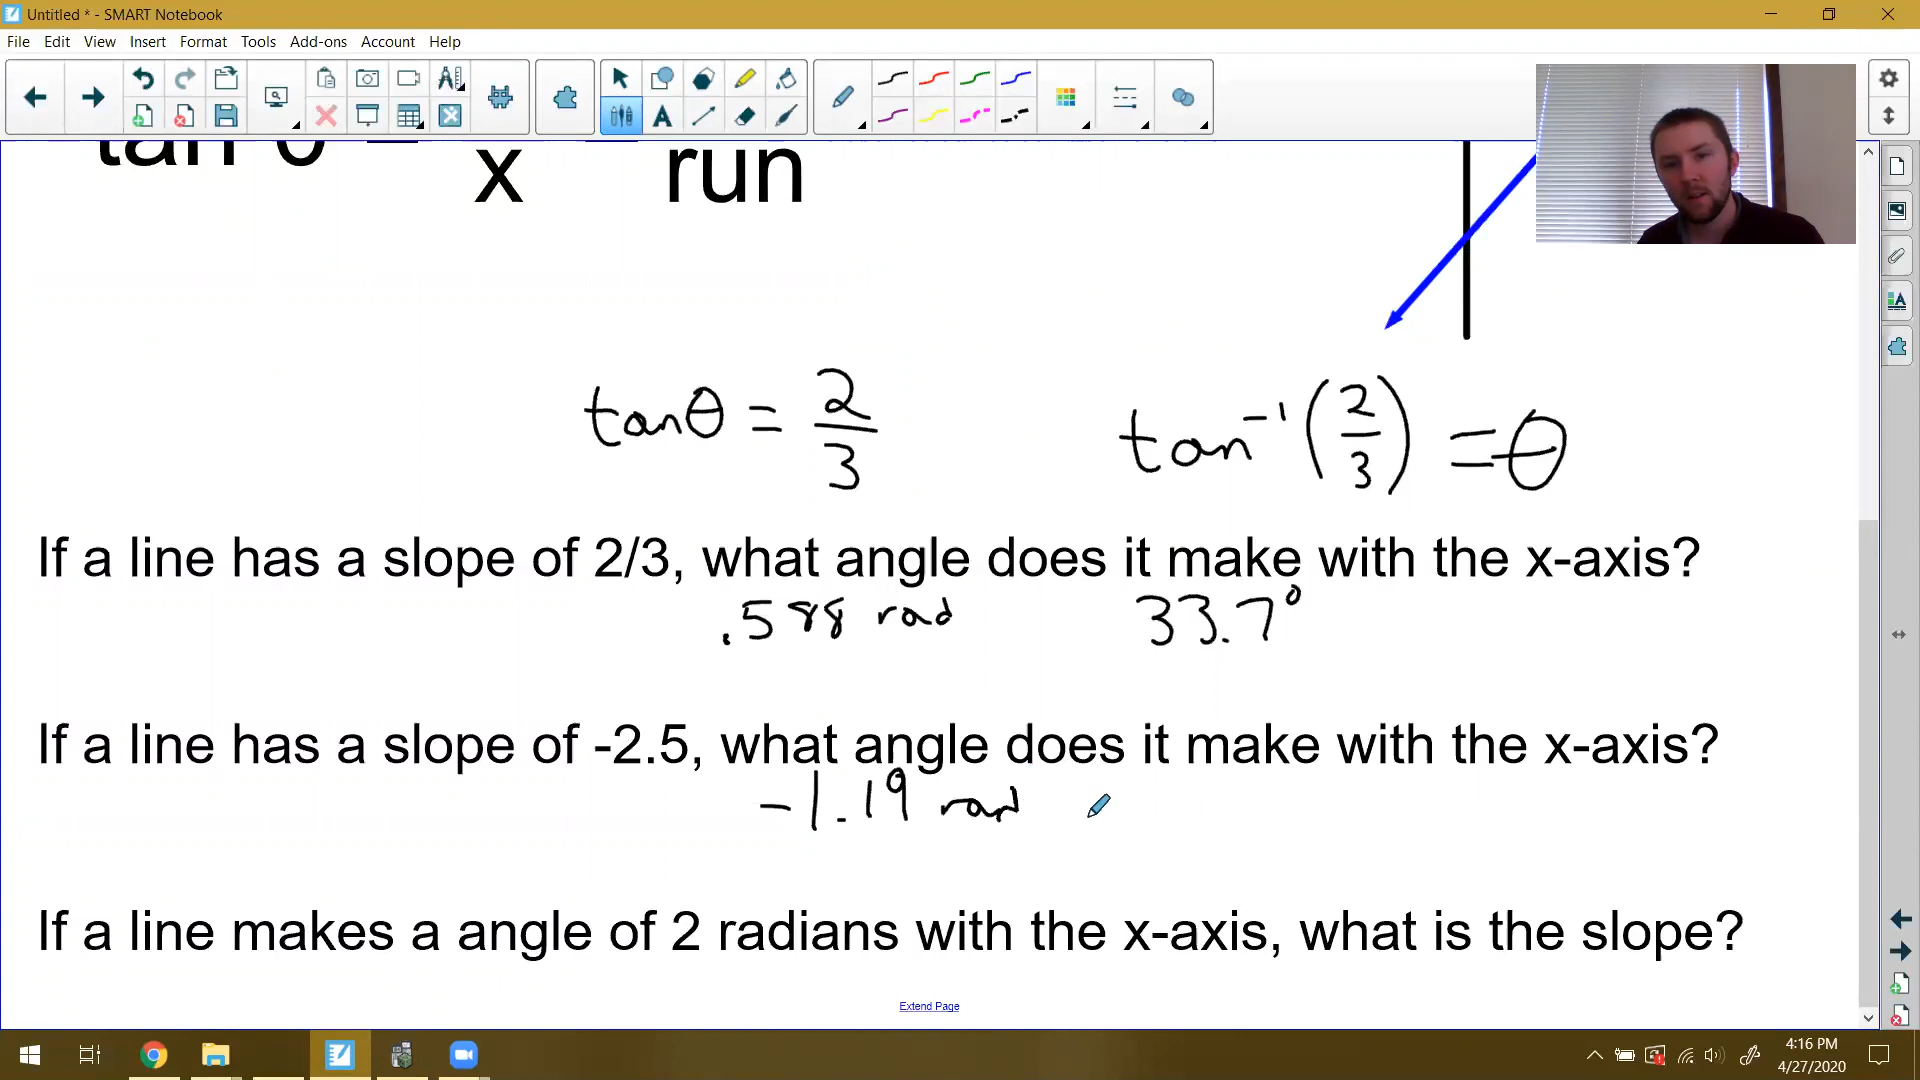 Untitled * - SMART Notebook
File Edit View Insert Format Tools Add-ons Account Help
tan θ =
x run
tanθ = 2/3
tan⁻¹(2/3) = θ
If a line has a slope of 2/3, what angle does it make with the x-axis?
.588 rad 33.7°
If a line has a slope of -2.5, what angle does it make with the x-axis?
-1.19 rad
If a line makes a angle of 2 radians with the x-axis, what is the slope?
Extend Page
4:16 PM
4/27/2020